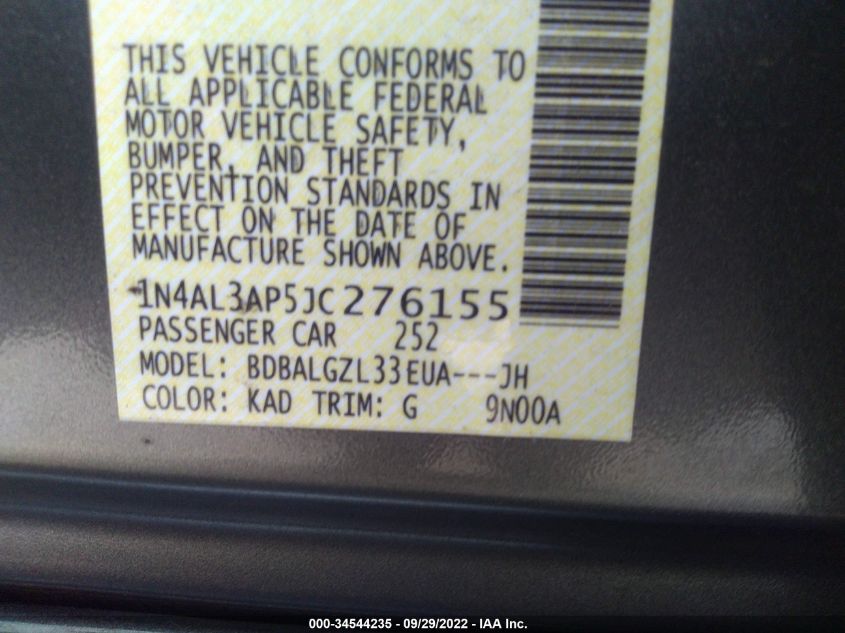 THIS VEHICLE CONFORMS TO
ALL APPLICABLE FEDERAL
MOTOR VEHICLE SAFETY,
BUMPER, AND THEFT
PREVENTION STANDARDS IN
EFFECT ON THE DATE OF
MANUFACTURE SHOWN ABOVE.
1N4AL3AP5JC276155
PASSENGER CAR 252
MODEL: BDBALGZL33EUA---JH
COLOR: KAD TRIM: G 9N00A
000-34544235 - 09/29/2022 - IAA Inc.